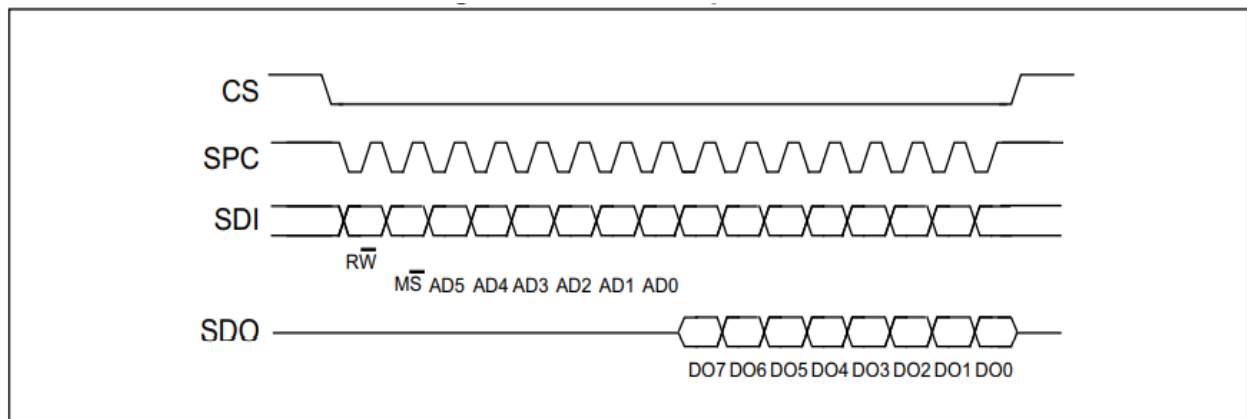 CS
SPC
SDI
RW̅
MS̅ AD5 AD4 AD3 AD2 AD1 AD0
SDO
DO7 DO6 DO5 DO4 DO3 DO2 DO1 DO0